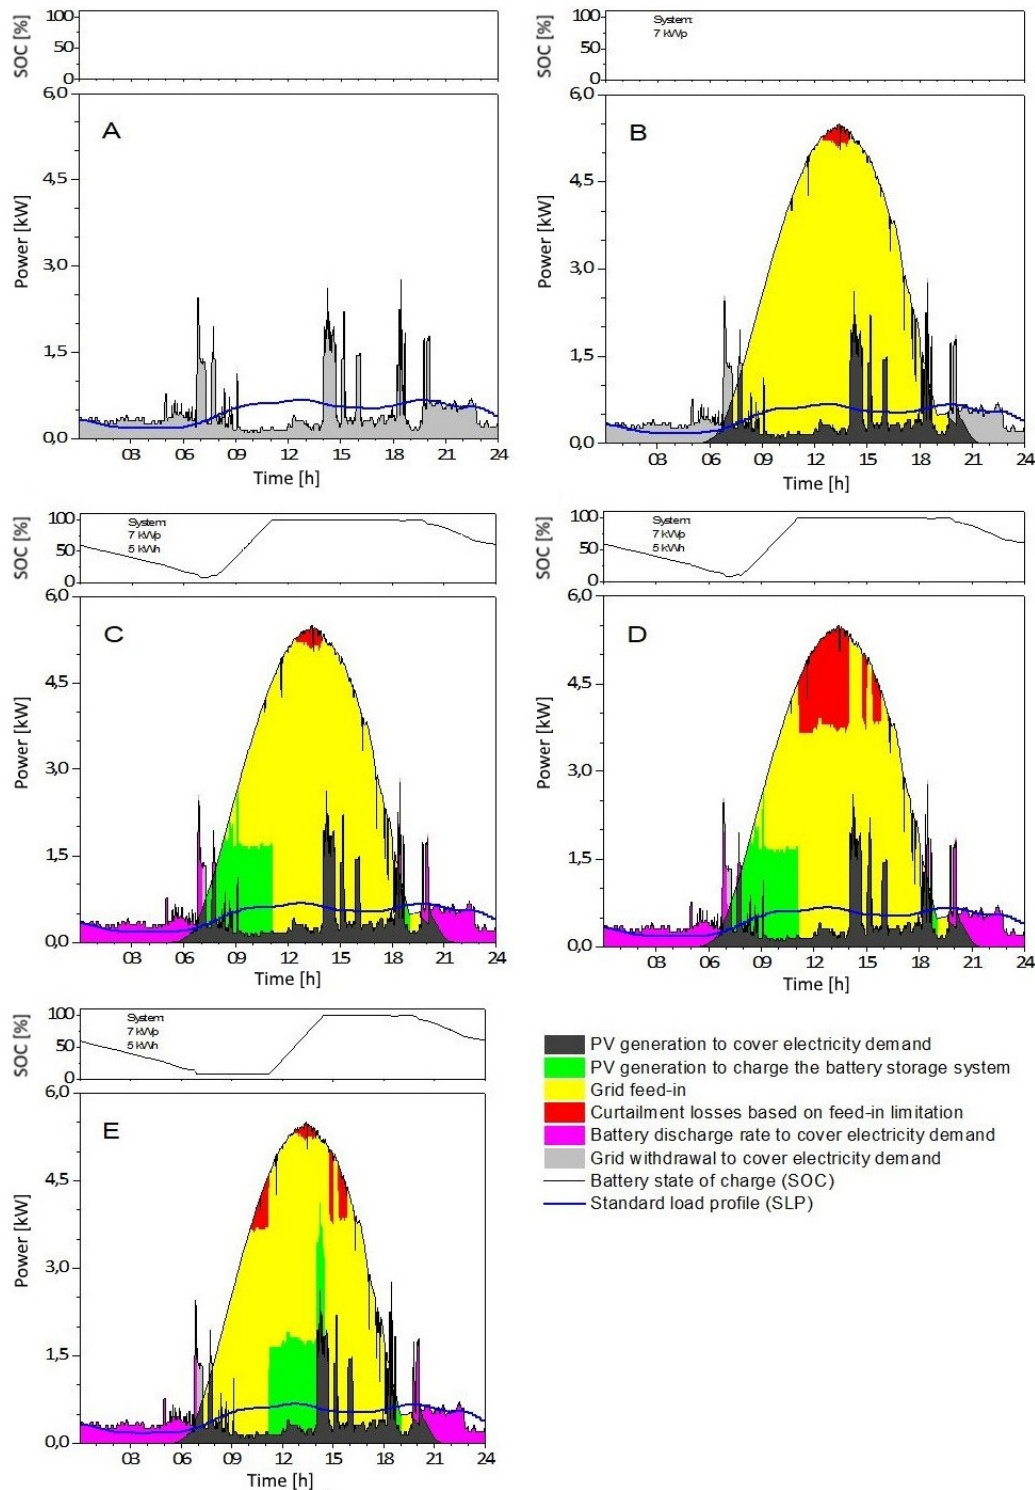 SOC [%]
100
50
0
6,0
A
4,5
Power [kW]
3,0
1,5
0,0
03 06 09 12 15 18 21 24
Time [h]
SOC [%]
100
50
0
System:
7 kWp
6,0
B
4,5
Power [kW]
3,0
1,5
0,0
03 06 09 12 15 18 21 24
Time [h]
SOC [%]
100
50
0
System:
7 kWp
5 kWh
6,0
C
4,5
Power [kW]
3,0
1,5
0,0
03 06 09 12 15 18 21 24
Time [h]
SOC [%]
100
50
0
System:
7 kWp
5 kWh
6,0
D
4,5
Power [kW]
3,0
1,5
0,0
03 06 09 12 15 18 21 24
Time [h]
SOC [%]
100
50
0
System:
7 kWp
5 kWh
6,0
E
4,5
Power [kW]
3,0
1,5
0,0
03 06 09 12 15 18 21 24
Time [h]
PV generation to cover electricity demand
PV generation to charge the battery storage system
Grid feed-in
Curtailment losses based on feed-in limitation
Battery discharge rate to cover electricity demand
Grid withdrawal to cover electricity demand
Battery state of charge (SOC)
Standard load profile (SLP)